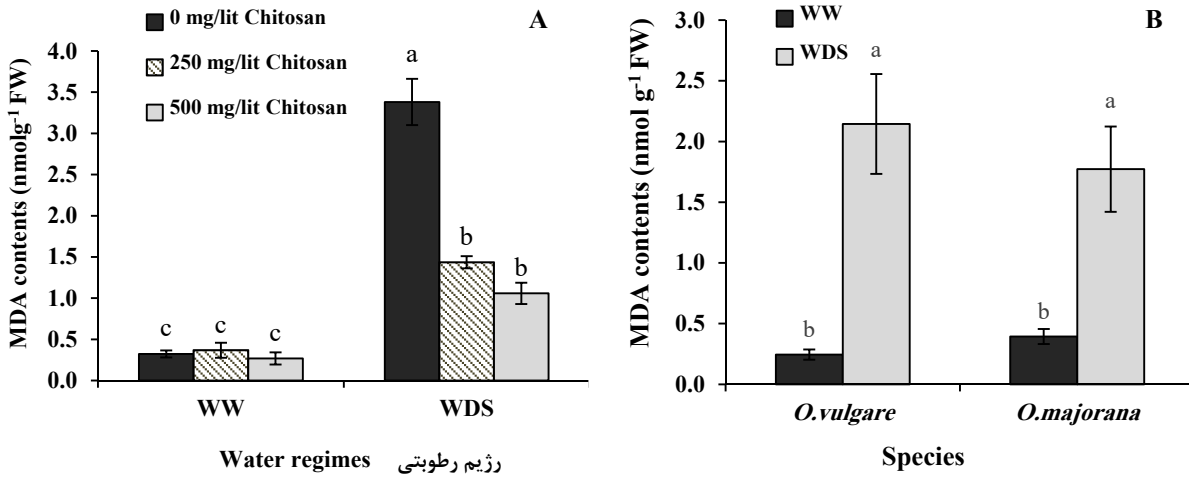 A
0 mg/lit Chitosan
250 mg/lit Chitosan
500 mg/lit Chitosan
MDA contents (nmolg-1 FW)
4.0
3.5
3.0
2.5
2.0
1.5
1.0
0.5
0.0
c
c
c
a
b
b
WW
WDS
Water regimes رژیم رطوبتی
B
WW
WDS
MDA contents (nmol g-1 FW)
3.0
2.5
2.0
1.5
1.0
0.5
0.0
b
a
b
a
O.vulgare
O.majorana
Species